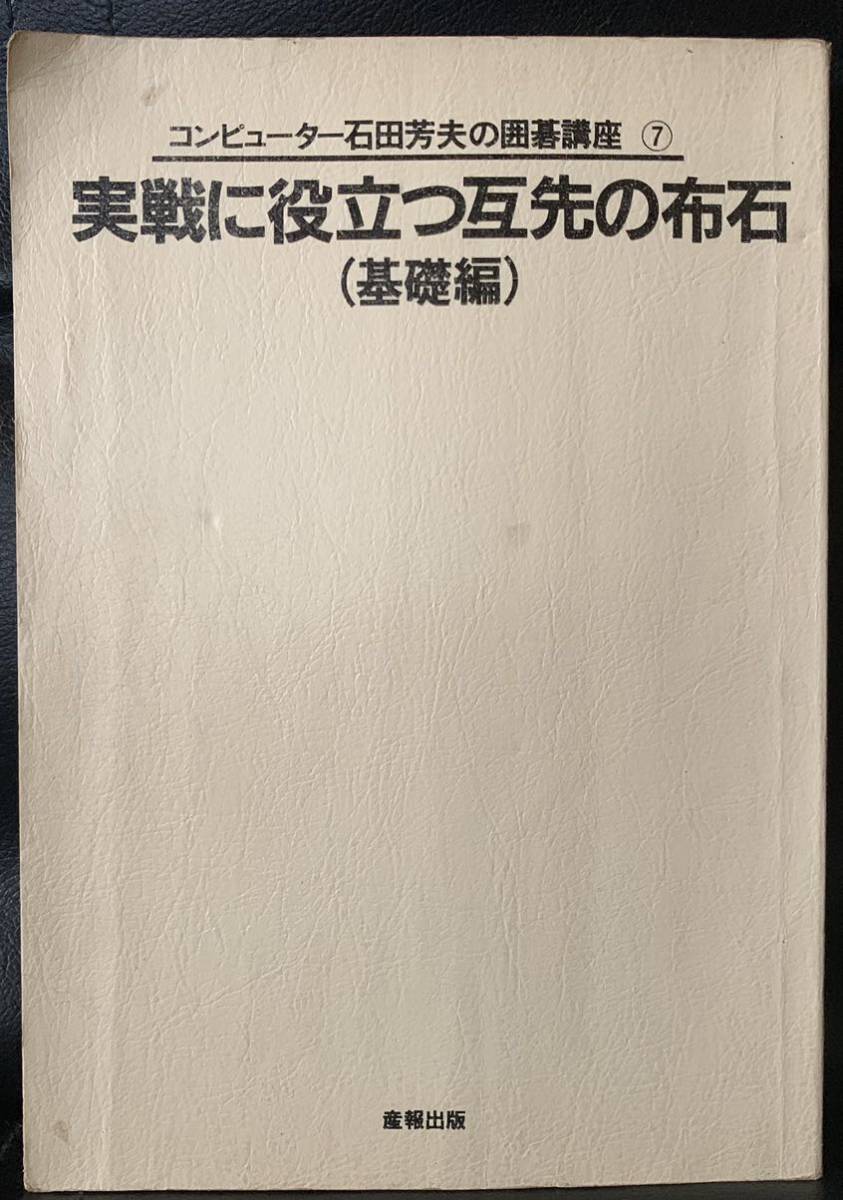 コンピューター石田芳夫の囲碁講座 ⑦
実戦に役立つ互先の布石
(基礎編)
産報出版